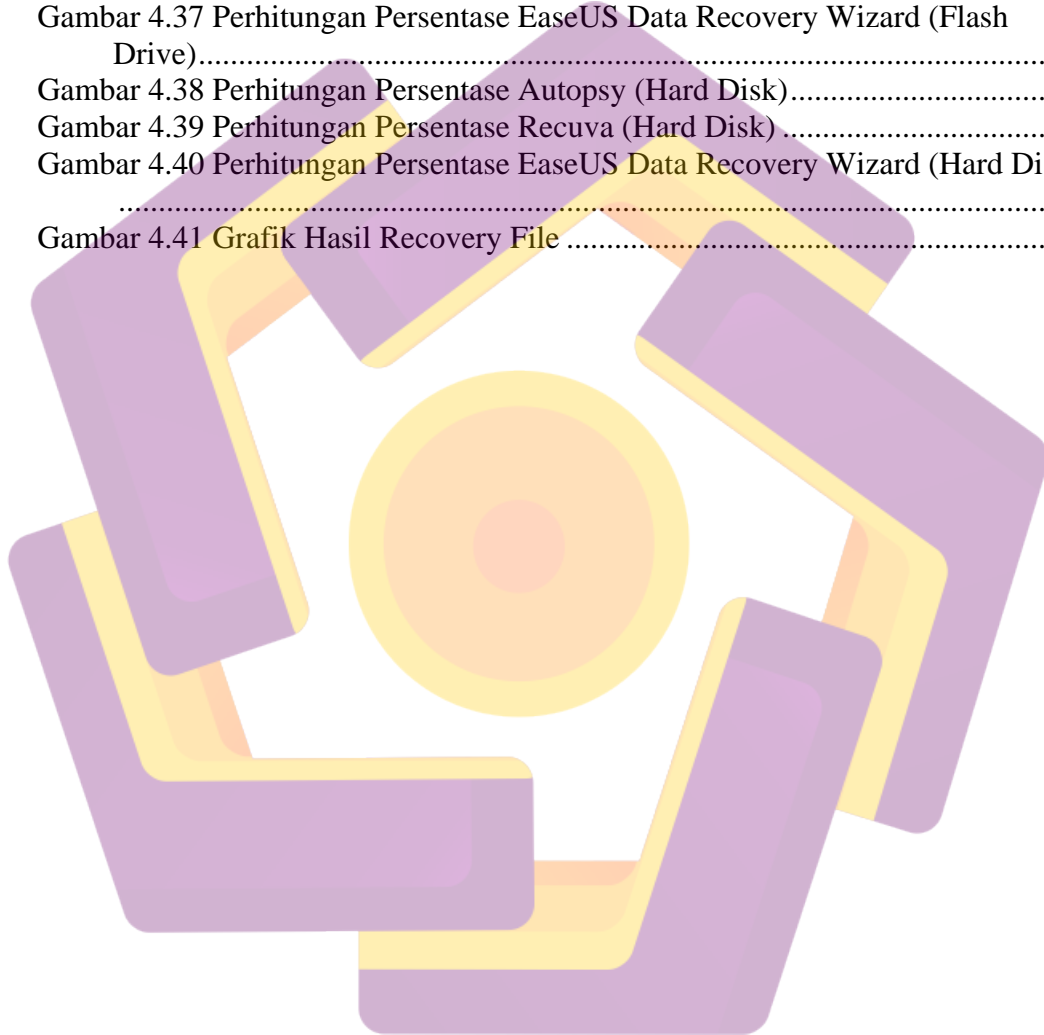 Gambar 4.37 Perhitungan Persentase EaseUS Data Recovery Wizard (Flash
Drive)..........................................................................................................
Gambar 4.38 Perhitungan Persentase Autopsy (Hard Disk)................................
Gambar 4.39 Perhitungan Persentase Recuva (Hard Disk) .................................
Gambar 4.40 Perhitungan Persentase EaseUS Data Recovery Wizard (Hard Di
....................................................................................................................
Gambar 4.41 Grafik Hasil Recovery File ............................................................